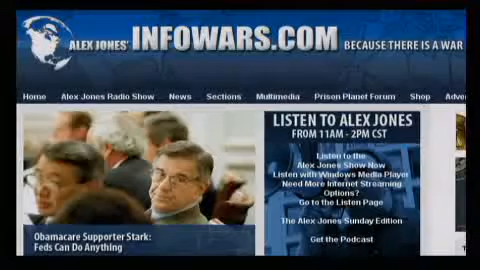 ALEX JONES' INFOWARS.COM BECAUSE THERE IS A WAR
Home Alex Jones Radio Show News Sections Multimedia Prison Planet Forum Shop
LISTEN TO ALEX JONES
FROM 11AM - 2PM CST
Listen to the
Alex Jones Show Now
Listen with Windows Media Player
Need More Internet Streaming
Options?
Go to the Listen Page
The Alex Jones Sunday Edition
Get the Podcast
Obamacare Supporter Stark:
Feds Can Do Anything